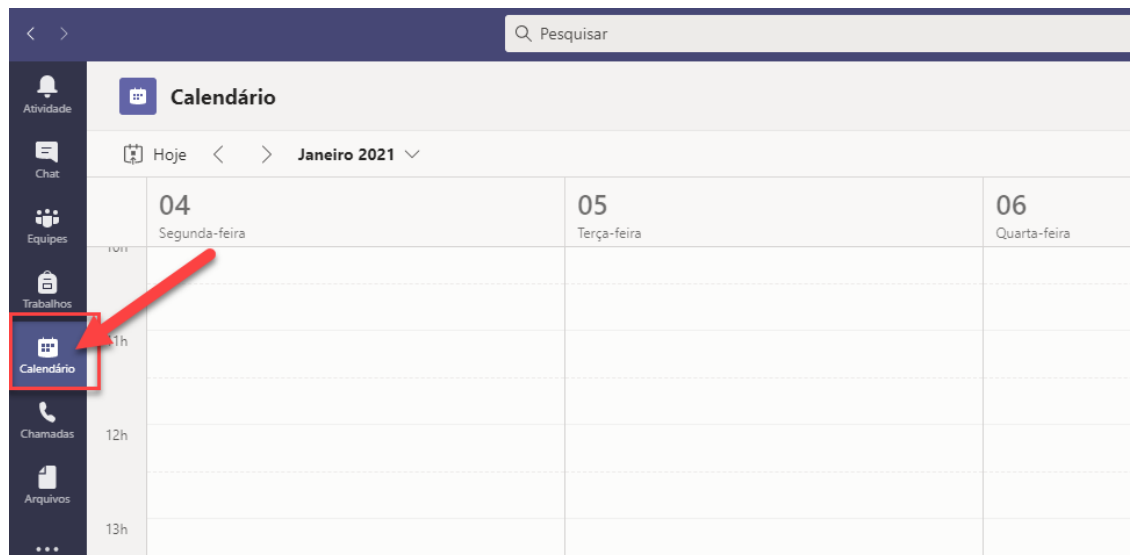 Pesquisar
Atividade
Chat
Equipes
Trabalhos
Calendário
Chamadas
Arquivos
Calendário
Hoje
Janeiro 2021
04
Segunda-feira
05
Terça-feira
06
Quarta-feira
12h
13h